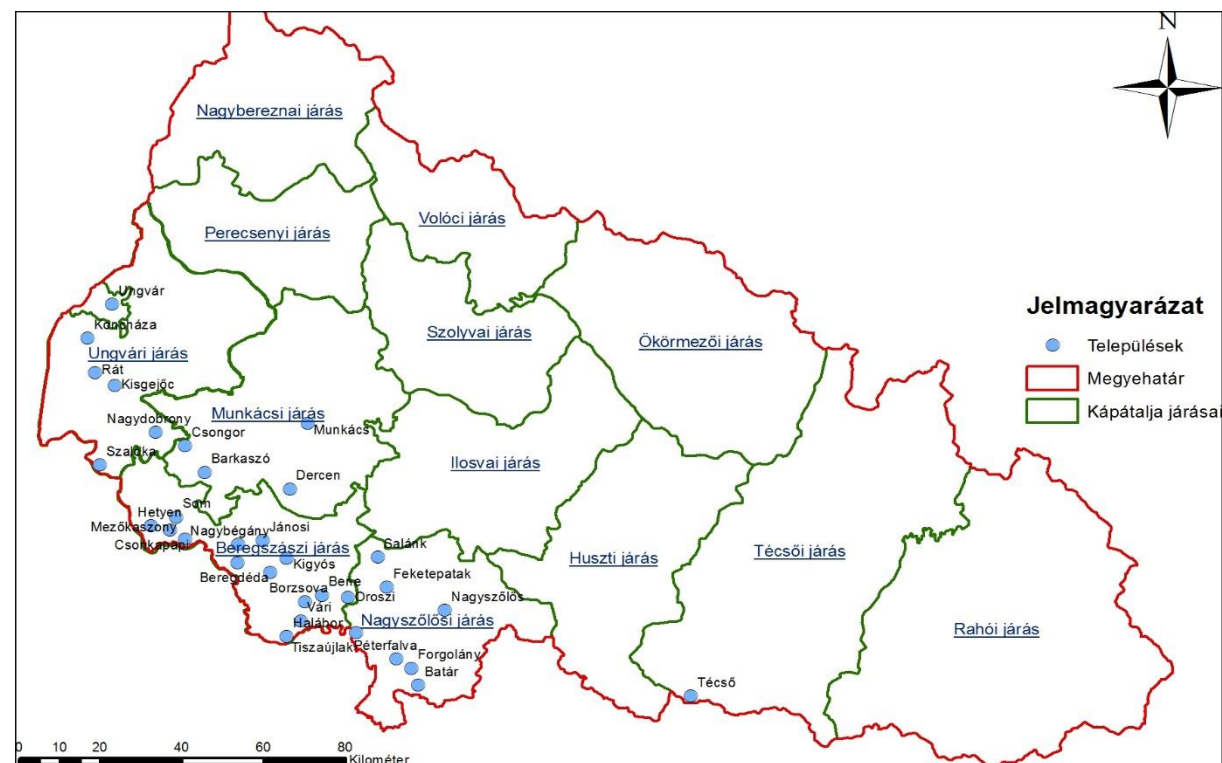 N
Nagybereznai járás
Volóci járás
Perecsenyi járás
Ungvár
Jelmagyarázat
Koncháza
Szolyvai járás
Ökörmezői járás
Települések
Ungvári járás
Rát
Kisgejőc
Megyehatár
Nagydobrony
Munkácsi járás
Munkács
Kápátalja járásai
Csongor
Szalóka
Barkaszó
Ilosvai járás
Dercen
Hetyen
Som
Mezőkaszony
Nagybégány
Jánosi
Csonkapapi
Beregszászi járás
Salánk
Huszti járás
Técsői járás
Kigyós
Beregdéda
Feketepatak
Borzsova
Bene
Oroszi
Nagyszőlős
Vári
Halábor
Nagyszőlősi járás
Rahói járás
Tiszaújlak
Péterfalva
Forgolány
Batár
Técső
0 10 20 40 60 80
Kilométer